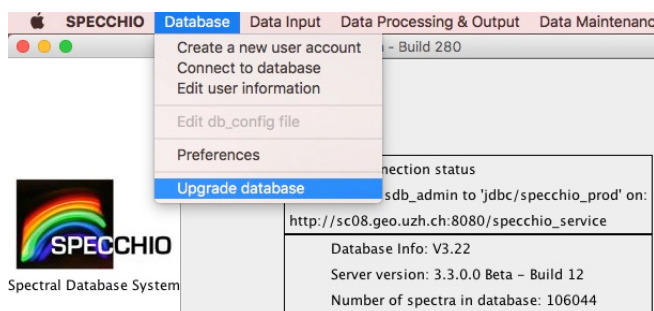 SPECCHIO Database Data Input Data Processing & Output Data Maintenanc
Create a new user account
- Build 280
Connect to database
Edit user information
Edit db_config file
Preferences
nection status
Upgrade database
sdb_admin to 'jdbc/specchio_prod' on:
http://sc08.geo.uzh.ch:8080/specchio_service
SPECCHIO
Database Info: V3.22
Spectral Database System
Server version: 3.3.0.0 Beta – Build 12
Number of spectra in database: 106044